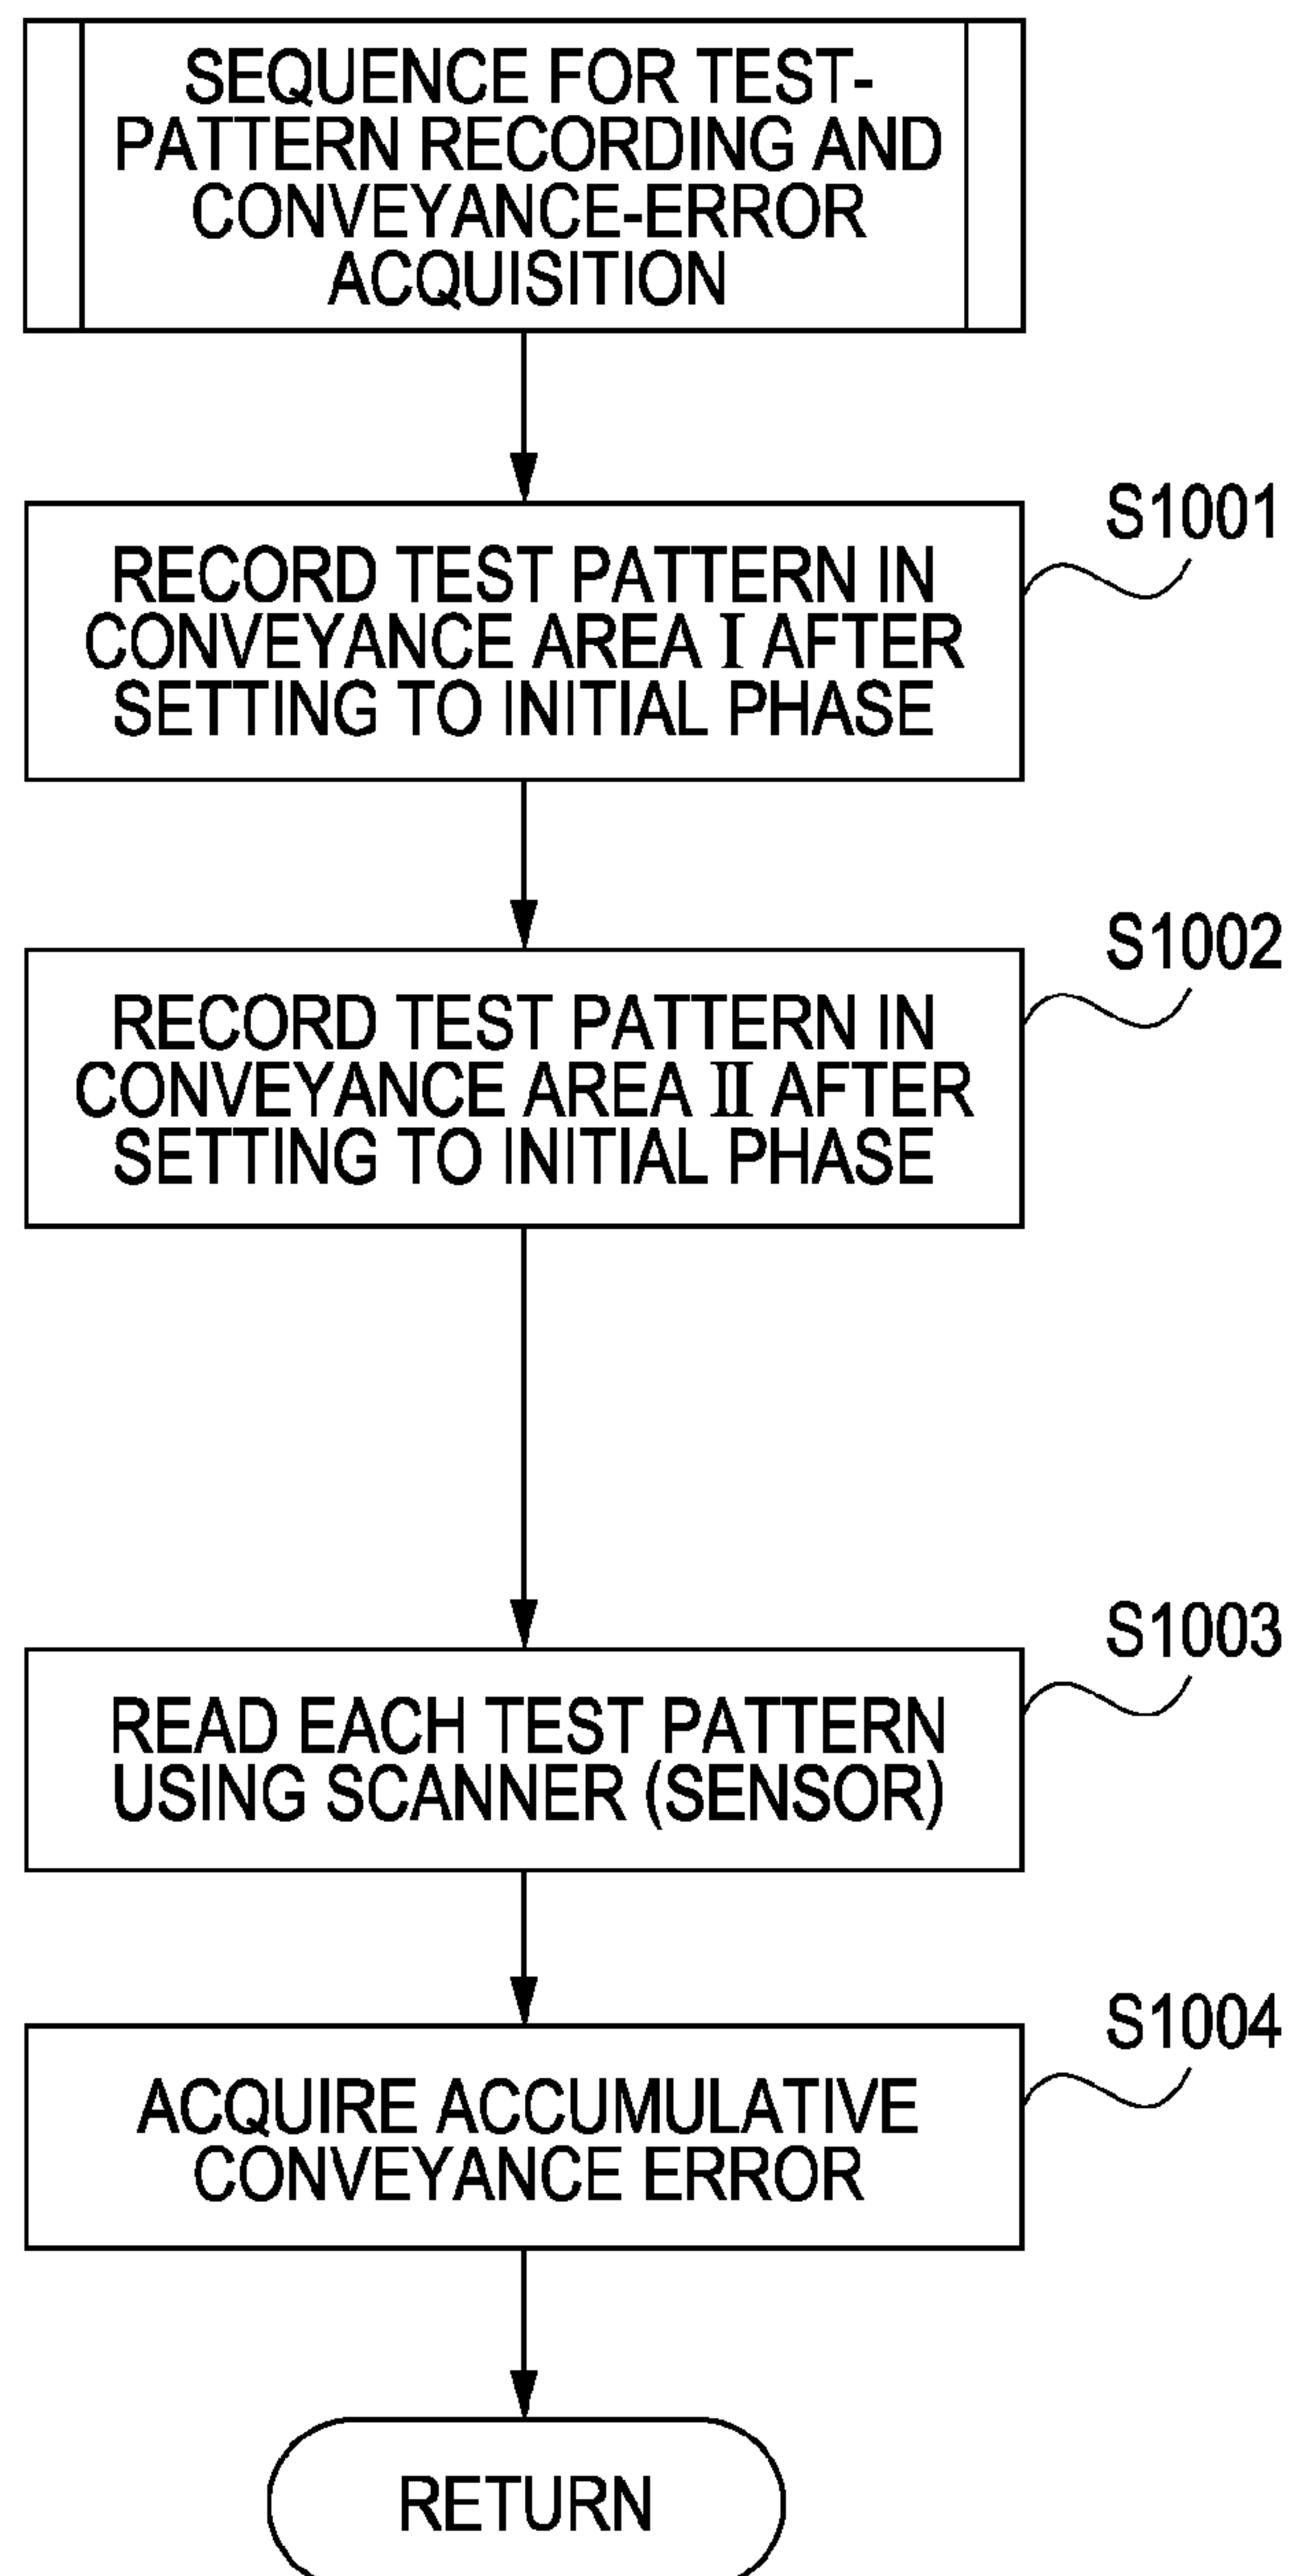 SEQUENCE FOR TEST-
PATTERN RECORDING AND
CONVEYANCE-ERROR
ACQUISITION
S1001
RECORD TEST PATTERN IN
CONVEYANCE AREA I AFTER
SETTING TO INITIAL PHASE
S1002
RECORD TEST PATTERN IN
CONVEYANCE AREA II AFTER
SETTING TO INITIAL PHASE
S1003
READ EACH TEST PATTERN
USING SCANNER (SENSOR)
S1004
ACQUIRE ACCUMULATIVE
CONVEYANCE ERROR
RETURN